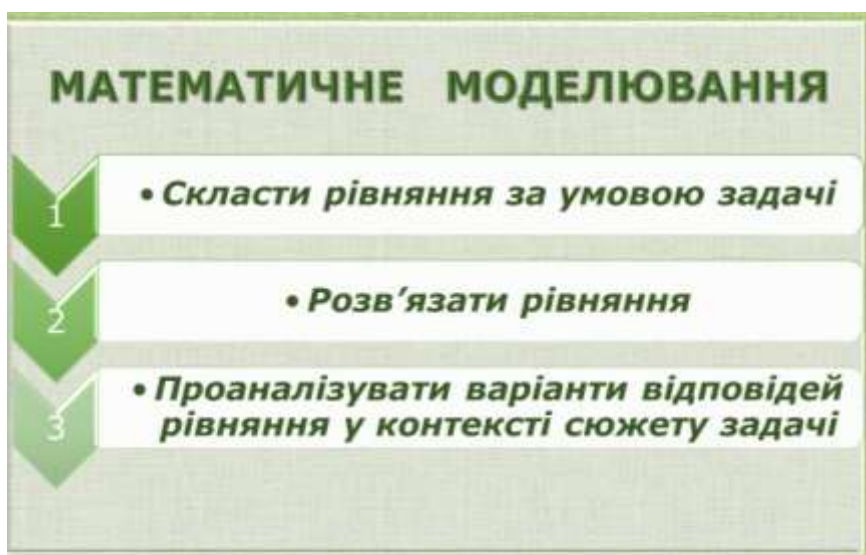 МАТЕМАТИЧНЕ МОДЕЛЮВАННЯ
1
• Скласти рівняння за умовою задачі
2
• Розв’язати рівняння
3
• Проаналізувати варіанти відповідей
рівняння у контексті сюжету задачі